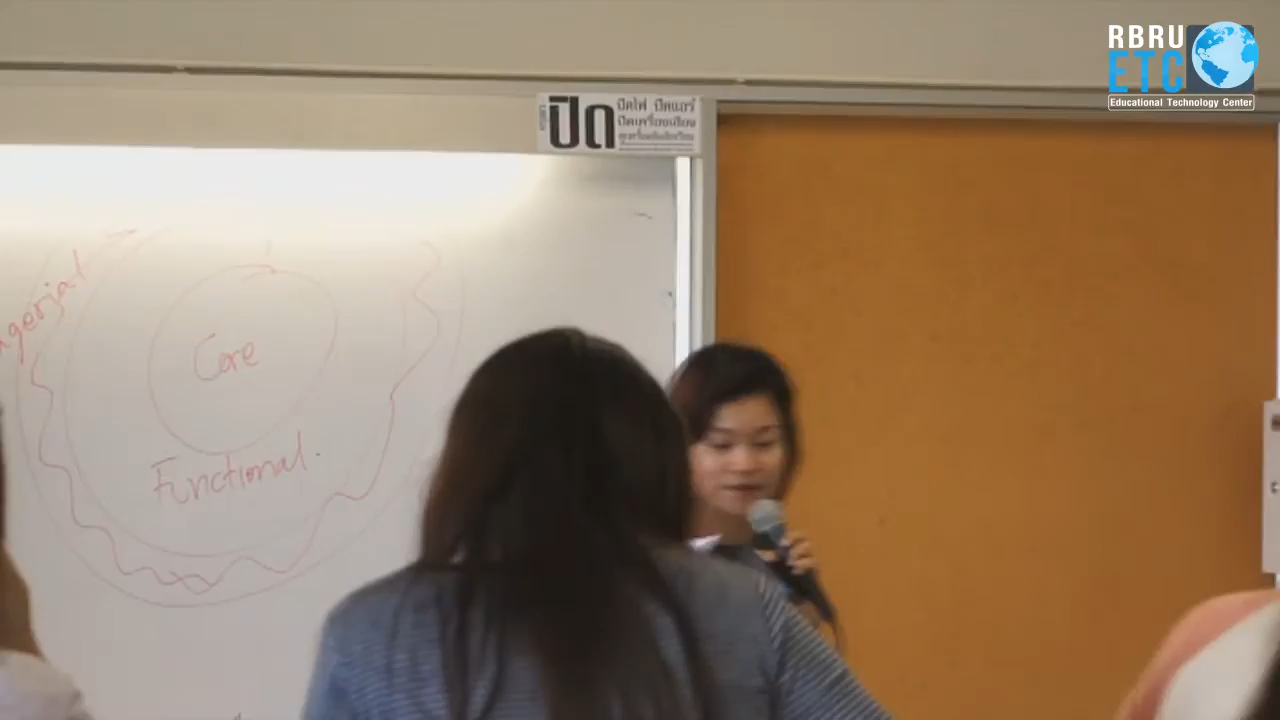 RBRU
ETC
Educational Technology Center
ปิด
ปิดไฟ ปิดแอร์
ปิดเครื่องเสียง
Core
Functional.